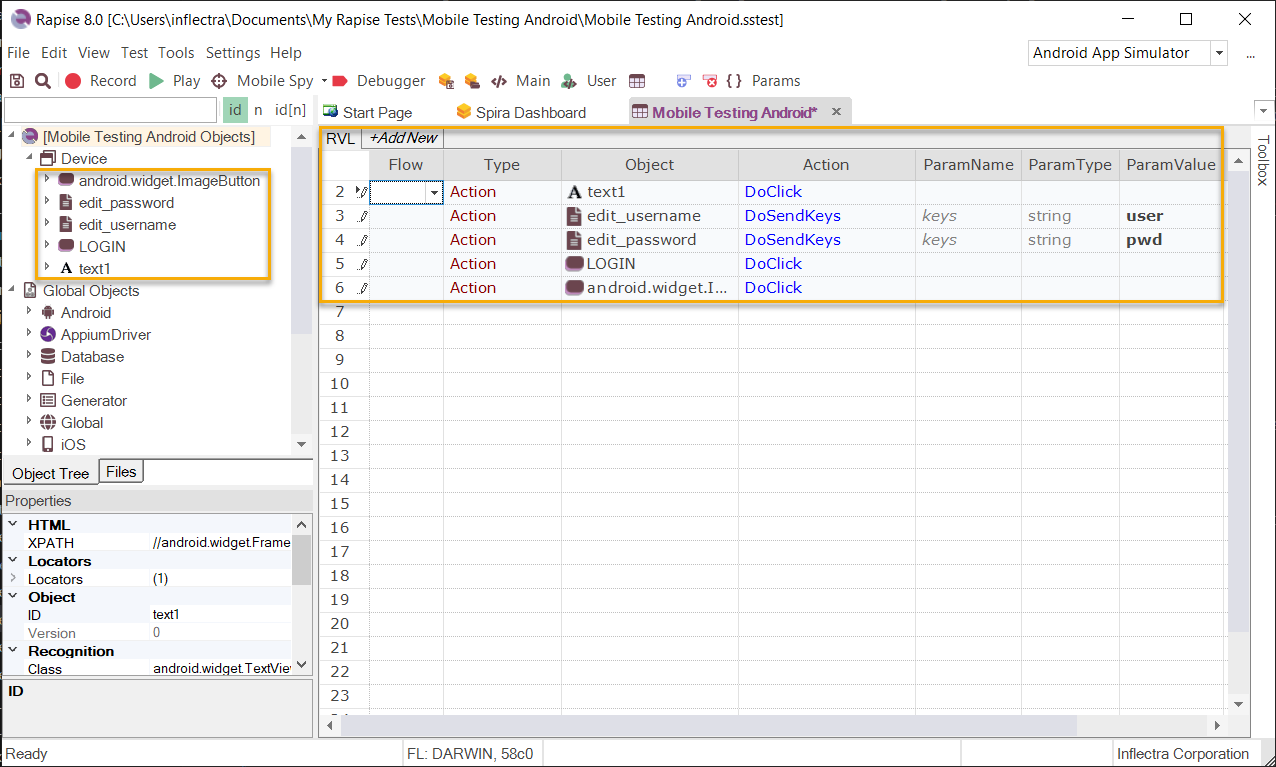 Rapise 8.0 [C:\Users\inflectra\Documents\My Rapise Tests\Mobile Testing Android\Mobile Testing Android.sstest]
File Edit View Test Tools Settings Help
Android App Simulator ...
Record Play Mobile Spy Debugger Main User { } Params
id n id[n]
Start Page Spira Dashboard Mobile Testing Android*
Toolbox
[Mobile Testing Android Objects]
Device
android.widget.ImageButton
edit_password
edit_username
LOGIN
A text1
Global Objects
Android
AppiumDriver
Database
File
Generator
Global
iOS
Object Tree Files
Properties
HTML
XPATH //android.widget.Frame
Locators
Locators (1)
Object
ID text1
Version 0
Recognition
Class android.widget.TextVie
ID
RVL +Add New
Flow Type Object Action ParamName ParamType ParamValue
2 Action A text1 DoClick
3 Action edit_username DoSendKeys keys string user
4 Action edit_password DoSendKeys keys string pwd
5 Action LOGIN DoClick
6 Action android.widget.I... DoClick
7
8
9
10
11
12
13
14
15
16
17
18
19
20
21
22
23
Ready FL: DARWIN, 58c0 Inflectra Corporation